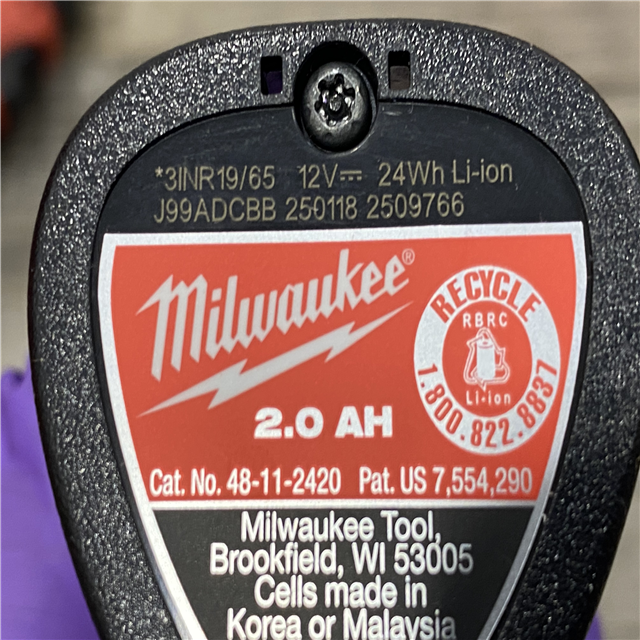 *3INR19/65 12V⎓ 24Wh Li-ion
J99ADCBB 250118 2509766
Milwaukee®
RECYCLE
RBRC
Li-ion
1.800.822.8837
2.0 AH
Cat. No. 48-11-2420 Pat. US 7,554,290
Milwaukee Tool,
Brookfield, WI 53005
Cells made in
Korea or Malaysia